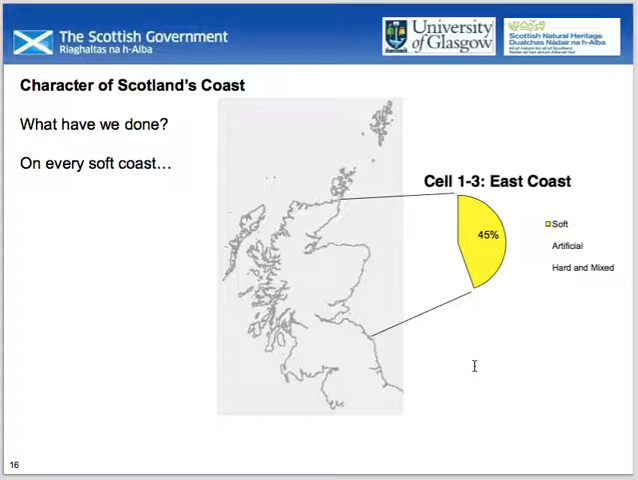 The Scottish Government
Riaghaltas na h-Alba
University
of Glasgow
Scottish Natural Heritage
Dualchas Nàdair na h-Alba
Character of Scotland's Coast
What have we done?
On every soft coast…
Cell 1-3: East Coast
45%
Soft
Artificial
Hard and Mixed
16